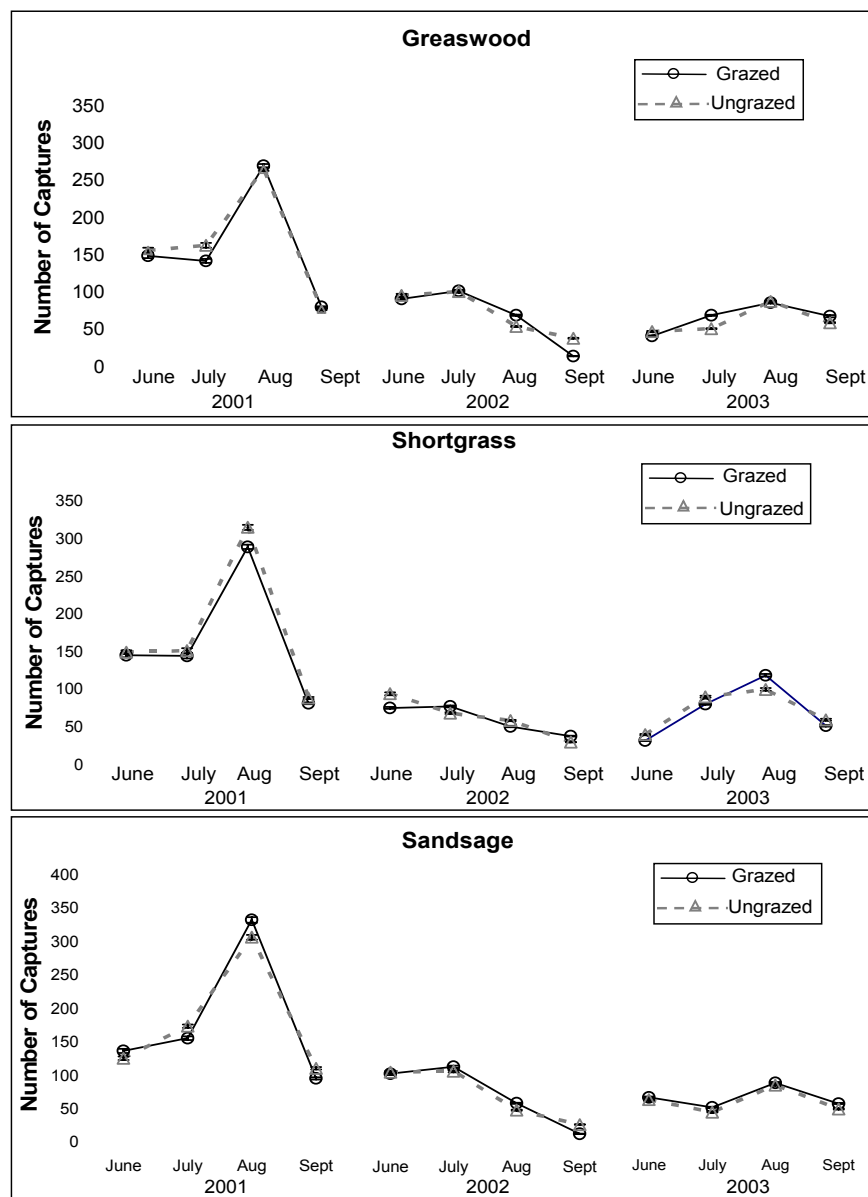 Greaswood
Grazed
Ungrazed
Number of Captures
350
300
250
200
150
100
50
0
June July Aug Sept June July Aug Sept June July Aug Sept
2001 2002 2003
Shortgrass
Grazed
Ungrazed
Number of Captures
350
300
250
200
150
100
50
0
June July Aug Sept June July Aug Sept June July Aug Sept
2001 2002 2003
Sandsage
Grazed
Ungrazed
Number of Captures
400
350
300
250
200
150
100
50
0
June July Aug Sept June July Aug Sept June July Aug Sept
2001 2002 2003